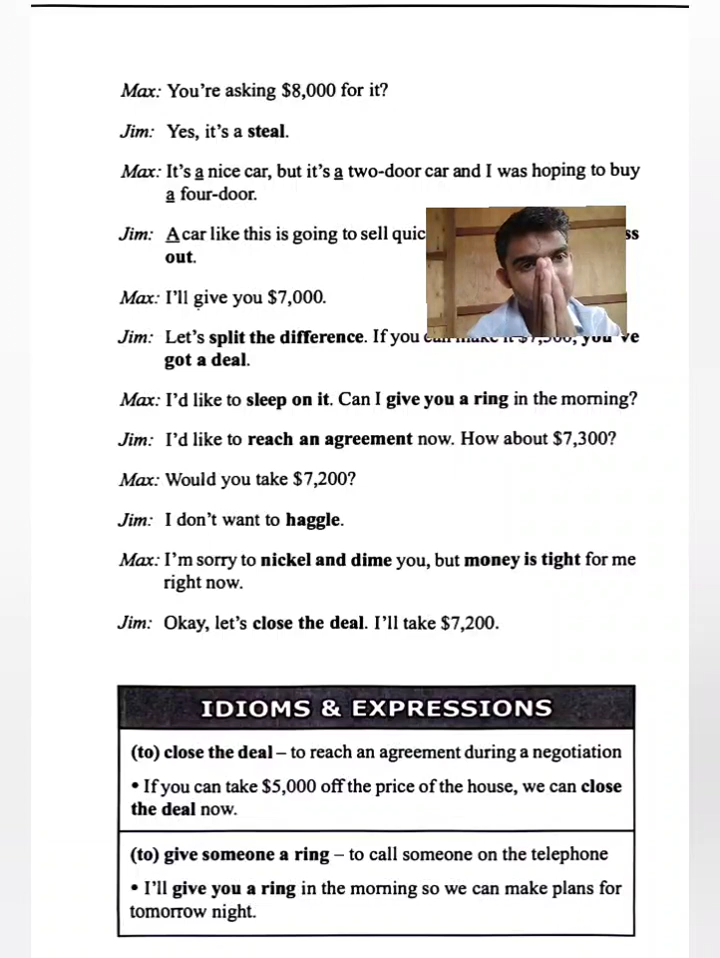 Max: You're asking $8,000 for it?
Jim: Yes, it's a steal.
Max: It's a nice car, but it's a two-door car and I was hoping to buy
a four-door.
Jim: A car like this is going to sell
out.
Max: I'll give you $7,000.
Jim: Let's split the difference. If you can make it $7,300, you've
got a deal.
Max: I'd like to sleep on it. Can I give you a ring in the morning?
Jim: I'd like to reach an agreement now. How about $7,300?
Max: Would you take $7,200?
Jim: I don't want to haggle.
Max: I'm sorry to nickel and dime you, but money is tight for me
right now.
Jim: Okay, let's close the deal. I'll take $7,200.
IDIOMS & EXPRESSIONS
(to) close the deal – to reach an agreement during a negotiation
• If you can take $5,000 off the price of the house, we can close
the deal now.
(to) give someone a ring – to call someone on the telephone
• I'll give you a ring in the morning so we can make plans for
tomorrow night.